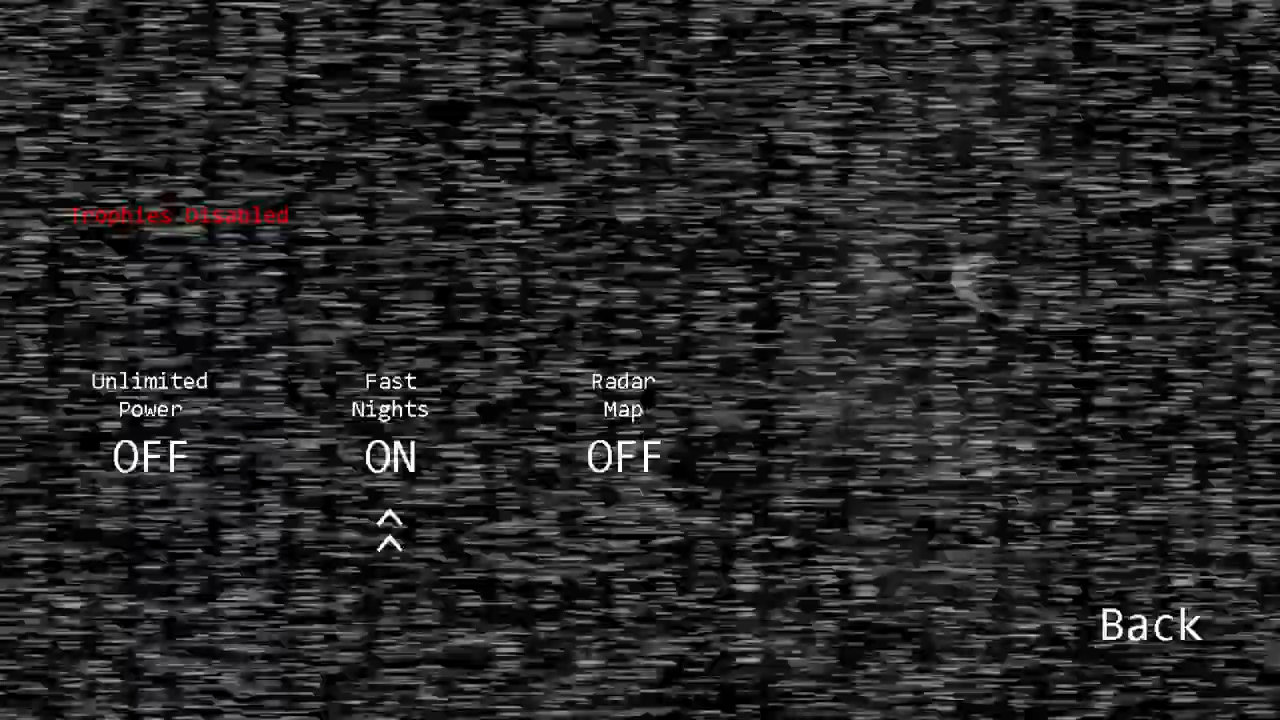 Trophies Disabled
Unlimited
Power
OFF
Fast
Nights
ON
Radar
Map
OFF
Back